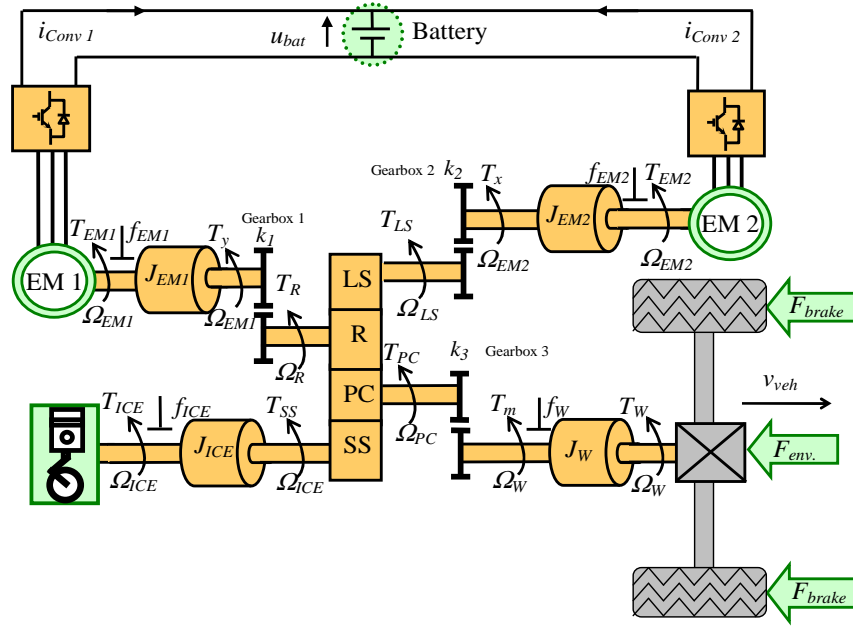 i_Conv 1
u_bat
Battery
i_Conv 2
Gearbox 2
k_2
T_x
f_EM2
T_EM2
J_EM2
EM 2
Ω_EM2
Ω_EM2
T_EM1
f_EM1
T_y
Gearbox 1
k_1
T_LS
EM 1
J_EM1
T_R
LS
Ω_EM1
Ω_EM1
Ω_LS
F_brake
R
Ω_R
T_PC
k_3
Gearbox 3
PC
v_veh
T_ICE
f_ICE
T_SS
Ω_PC
T_m
f_W
T_W
J_ICE
SS
J_W
F_env.
Ω_ICE
Ω_ICE
Ω_W
Ω_W
F_brake